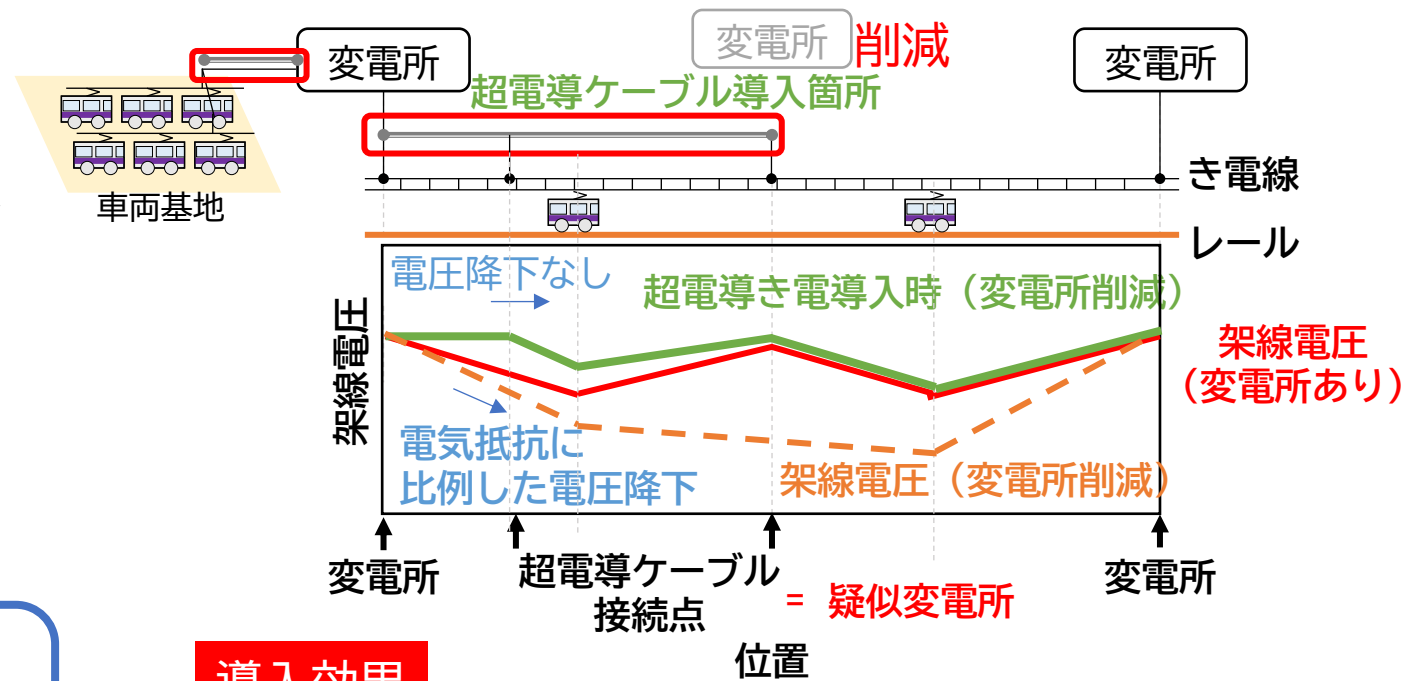 変電所
変電所
削減
変電所
超電導ケーブル導入箇所
車両基地
き電線
レール
電圧降下なし
超電導き電導入時（変電所削減）
架線電圧
架線電圧
（変電所あり）
電気抵抗に
比例した電圧降下
架線電圧（変電所削減）
変電所
超電導ケーブル
接続点
= 疑似変電所
変電所
位置
導入効果